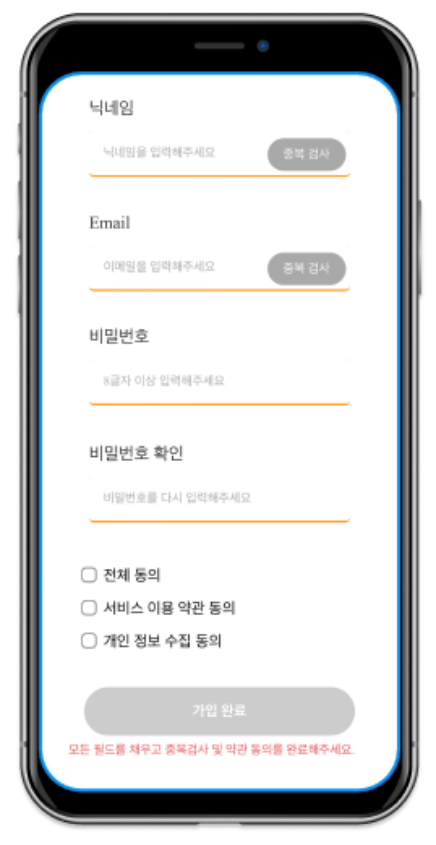 닉네임
닉네임을 입력해주세요 중복 검사
Email
이메일을 입력해주세요 중복 검사
비밀번호
8글자 이상 입력해주세요
비밀번호 확인
비밀번호를 다시 입력해주세요
전체 동의
서비스 이용 약관 동의
개인 정보 수집 동의
가입 완료
모든 필드를 채우고 중복검사 및 약관 동의를 완료해주세요.